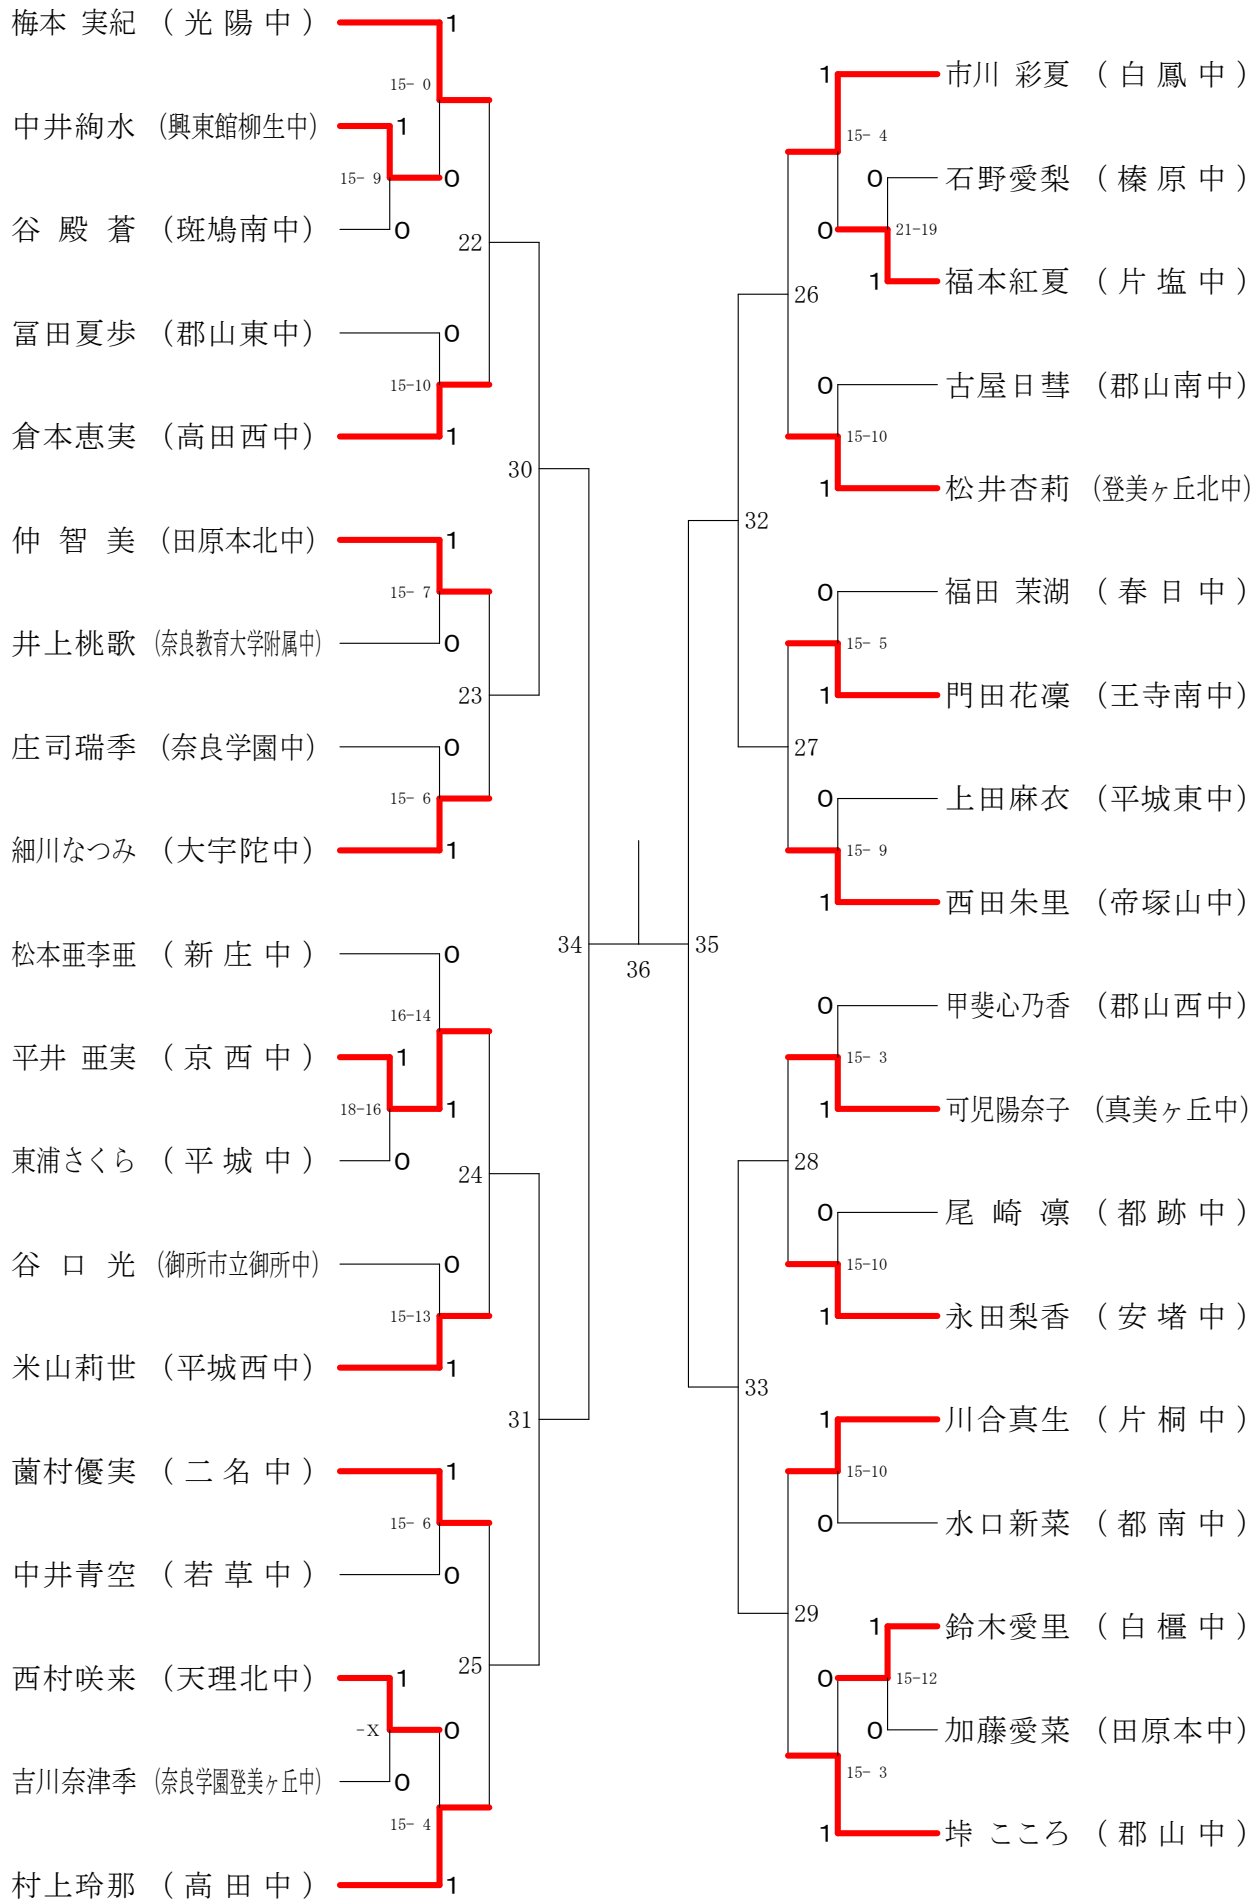 梅本 実紀 （ 光 陽 中 ） 1
15- 0
中井絢水 （興東館柳生中） 1
15- 9 0
谷 殿 蒼 （斑鳩南中） 0
22
冨田夏歩 （郡山東中） 0
15-10
倉本恵実 （高田西中） 1
30
仲 智 美 （田原本北中） 1
15- 7
井上桃歌 （奈良教育大学附属中） 0
23
庄司瑞季 （奈良学園中） 0
15- 6
細川なつみ （大宇陀中） 1
34
松本亜李亜 （ 新 庄 中 ） 0
16-14
平井 亜実 （ 京 西 中 ） 1
18-16 1
東浦さくら （ 平 城 中 ） 0
24
谷 口 光 （御所市立御所中） 0
15-13
米山莉世 （平城西中） 1
31
薗村優実 （ 二 名 中 ） 1
15- 6
中井青空 （ 若 草 中 ） 0
25
西村咲来 （天理北中） 1
-X 0
吉川奈津季 （奈良学園登美ヶ丘中） 0
15- 4
村上玲那 （ 高 田 中 ） 1
36
1 市川 彩夏 （ 白 鳳 中 ）
15- 4
0 石野愛梨 （ 榛 原 中 ）
0 21-19
1 福本紅夏 （ 片 塩 中 ）
26
0 古屋日彗 （郡山南中）
15-10
1 松井杏莉 （登美ヶ丘北中）
32
0 福田 茉湖 （ 春 日 中 ）
15- 5
1 門田花凜 （王寺南中）
27
0 上田麻衣 （平城東中）
15- 9
1 西田朱里 （帝塚山中）
35
0 甲斐心乃香 （郡山西中）
15- 3
1 可児陽奈子 （真美ヶ丘中）
28
0 尾 崎 凛 （ 都 跡 中 ）
15-10
1 永田梨香 （ 安 堵 中 ）
33
1 川合真生 （ 片 桐 中 ）
15-10
0 水口新菜 （ 都 南 中 ）
29
1 鈴木愛里 （ 白 橿 中 ）
0 15-12
0 加藤愛菜 （田原本中）
15- 3
1 垰 こころ （ 郡 山 中 ）